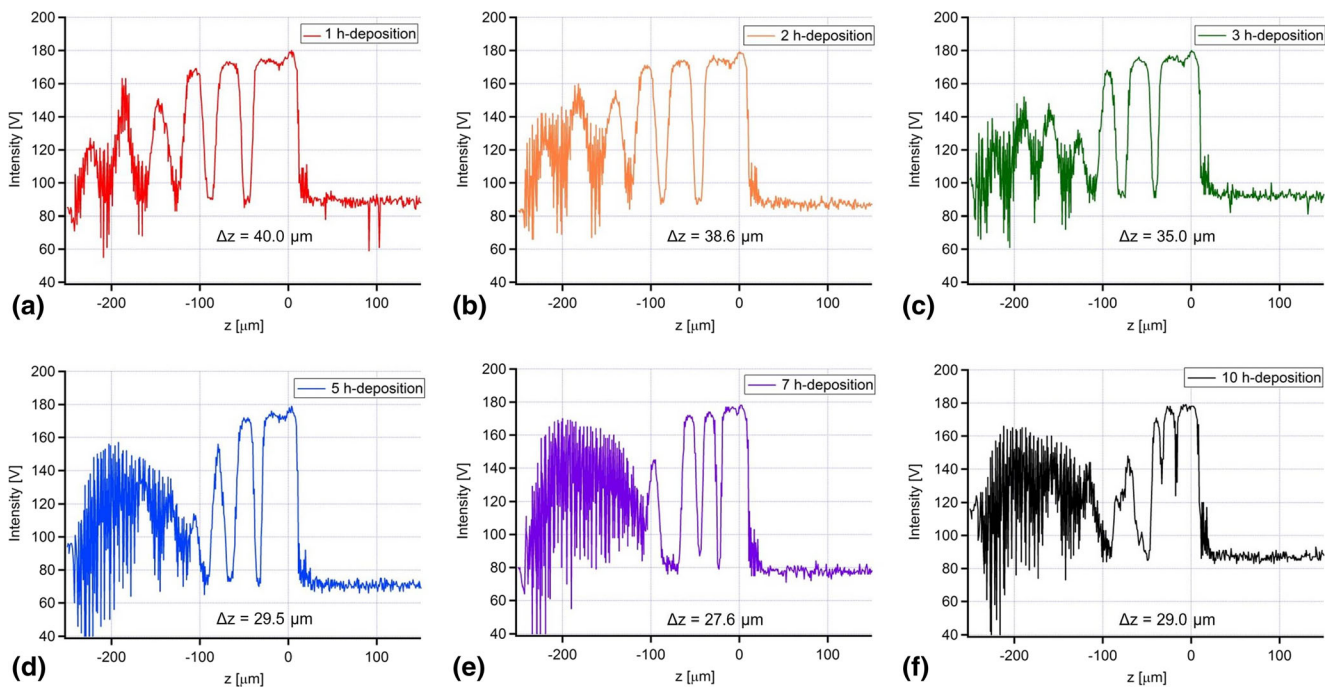 1 h-deposition
200
180
160
140
120
100
80
60
40
Intensity [V]
Δz = 40.0 μm
-200
-100
0
100
z [μm]
(a)
2 h-deposition
200
180
160
140
120
100
80
60
40
Intensity [V]
Δz = 38.6 μm
-200
-100
0
100
z [μm]
(b)
3 h-deposition
200
180
160
140
120
100
80
60
40
Intensity [V]
Δz = 35.0 μm
-200
-100
0
100
z [μm]
(c)
5 h-deposition
200
180
160
140
120
100
80
60
40
Intensity [V]
Δz = 29.5 μm
-200
-100
0
100
z [μm]
(d)
7 h-deposition
200
180
160
140
120
100
80
60
40
Intensity [V]
Δz = 27.6 μm
-200
-100
0
100
z [μm]
(e)
10 h-deposition
200
180
160
140
120
100
80
60
40
Intensity [V]
Δz = 29.0 μm
-200
-100
0
100
z [μm]
(f)